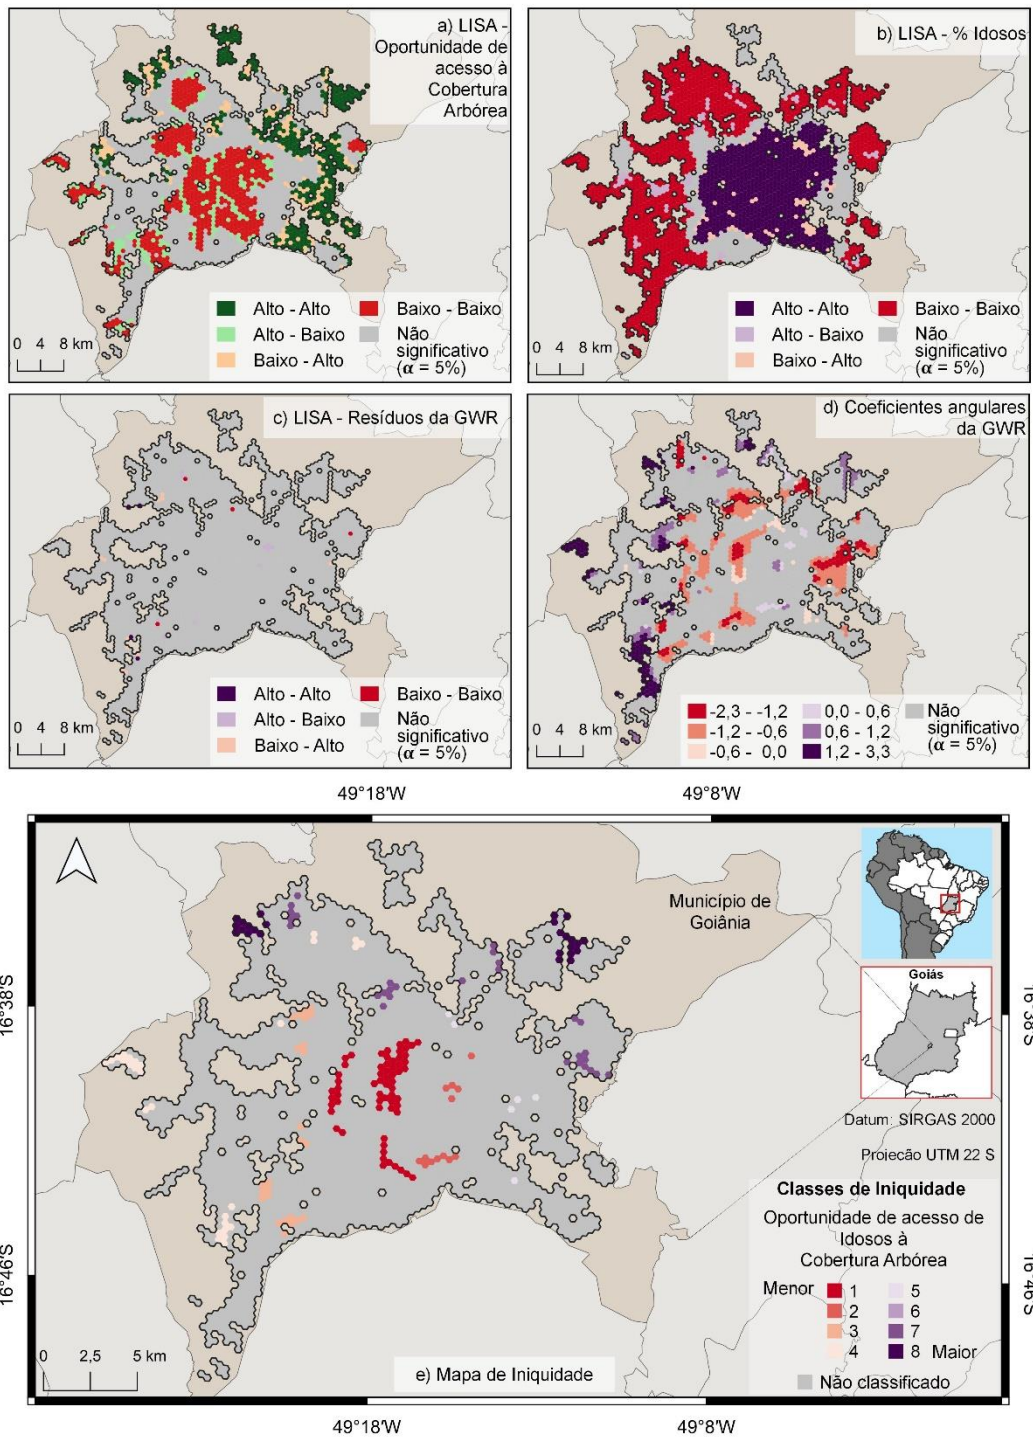 a) LISA -
Oportunidade de
acesso à
Cobertura
Arbórea
Alto - Alto
Baixo - Baixo
Alto - Baixo
Não
significativo
(α = 5%)
Baixo - Alto
0 4 8 km
b) LISA - % Idosos
Alto - Alto
Baixo - Baixo
Alto - Baixo
Não
significativo
(α = 5%)
Baixo - Alto
0 4 8 km
c) LISA - Resíduos da GWR
Alto - Alto
Baixo - Baixo
Alto - Baixo
Não
significativo
(α = 5%)
Baixo - Alto
0 4 8 km
d) Coeficientes angulares
da GWR
-2,3 - -1,2
0,0 - 0,6
Não
significativo
(α = 5%)
-1,2 - -0,6
0,6 - 1,2
-0,6 - 0,0
1,2 - 3,3
0 4 8 km
49°18'W
49°8'W
Município de
Goiânia
Goiás
16°38'S
16°38'S
Datum: SIRGAS 2000
Projecão UTM 22 S
Classes de Iniquidade
Oportunidade de acesso de
Idosos à
Cobertura Arbórea
Menor
1
5
2
6
3
7
4
8 Maior
Não classificado
16°46'S
16°46'S
0 2,5 5 km
e) Mapa de Iniquidade
49°18'W
49°8'W